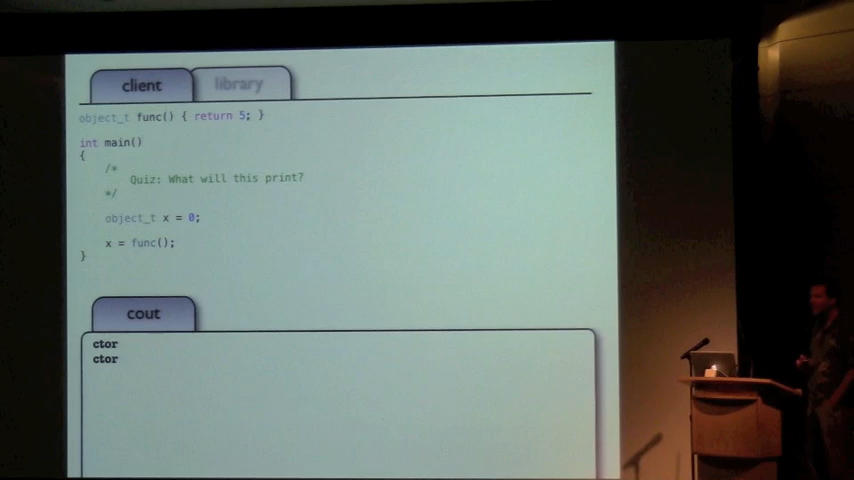 client library
object_t func() { return 5; }
int main()
{
/*
Quiz: What will this print?
*/
object_t x = 0;
x = func();
}
cout
ctor
ctor